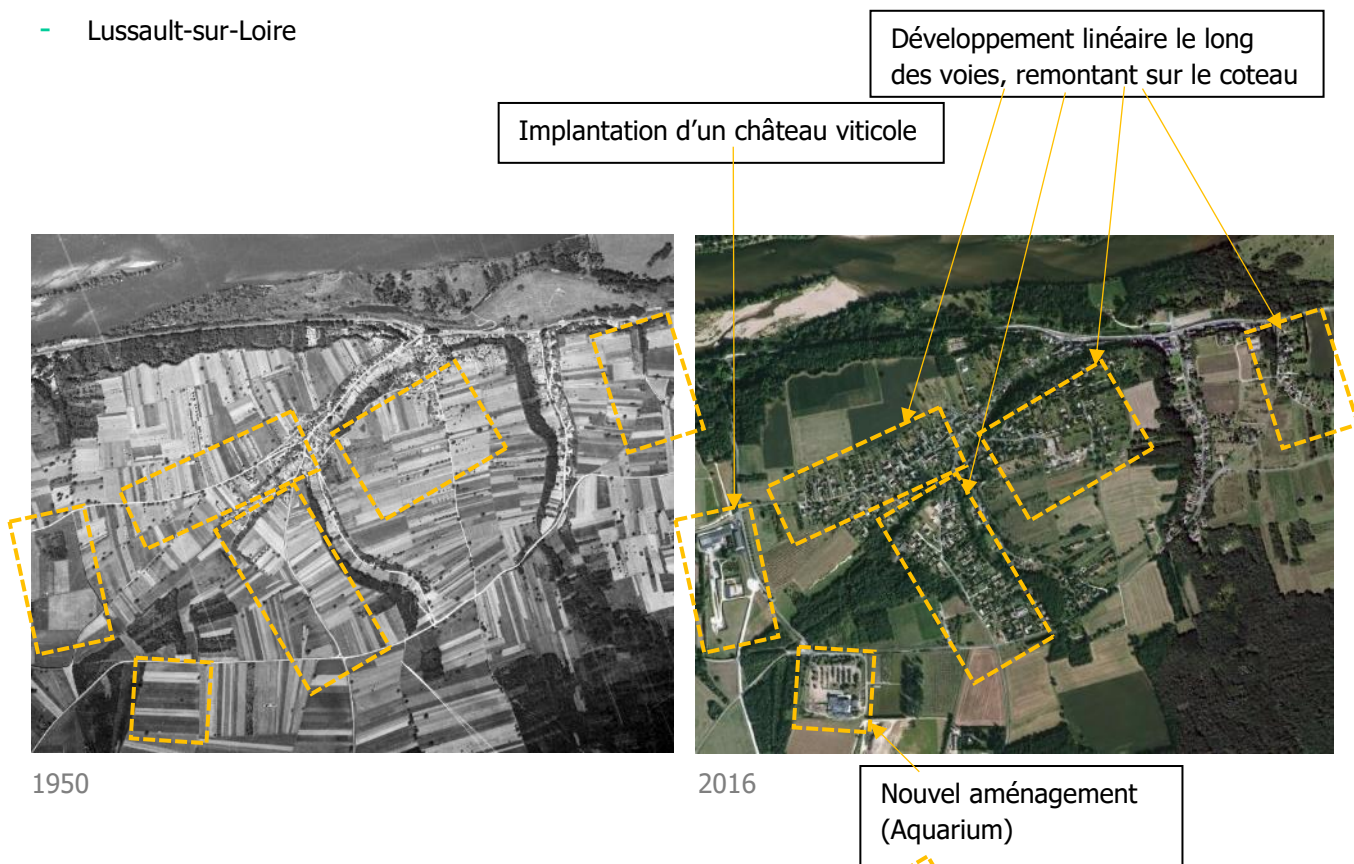 - Lussault-sur-Loire
Développement linéaire le long
des voies, remontant sur le coteau
Implantation d'un château viticole
1950
2016
Nouvel aménagement
(Aquarium)